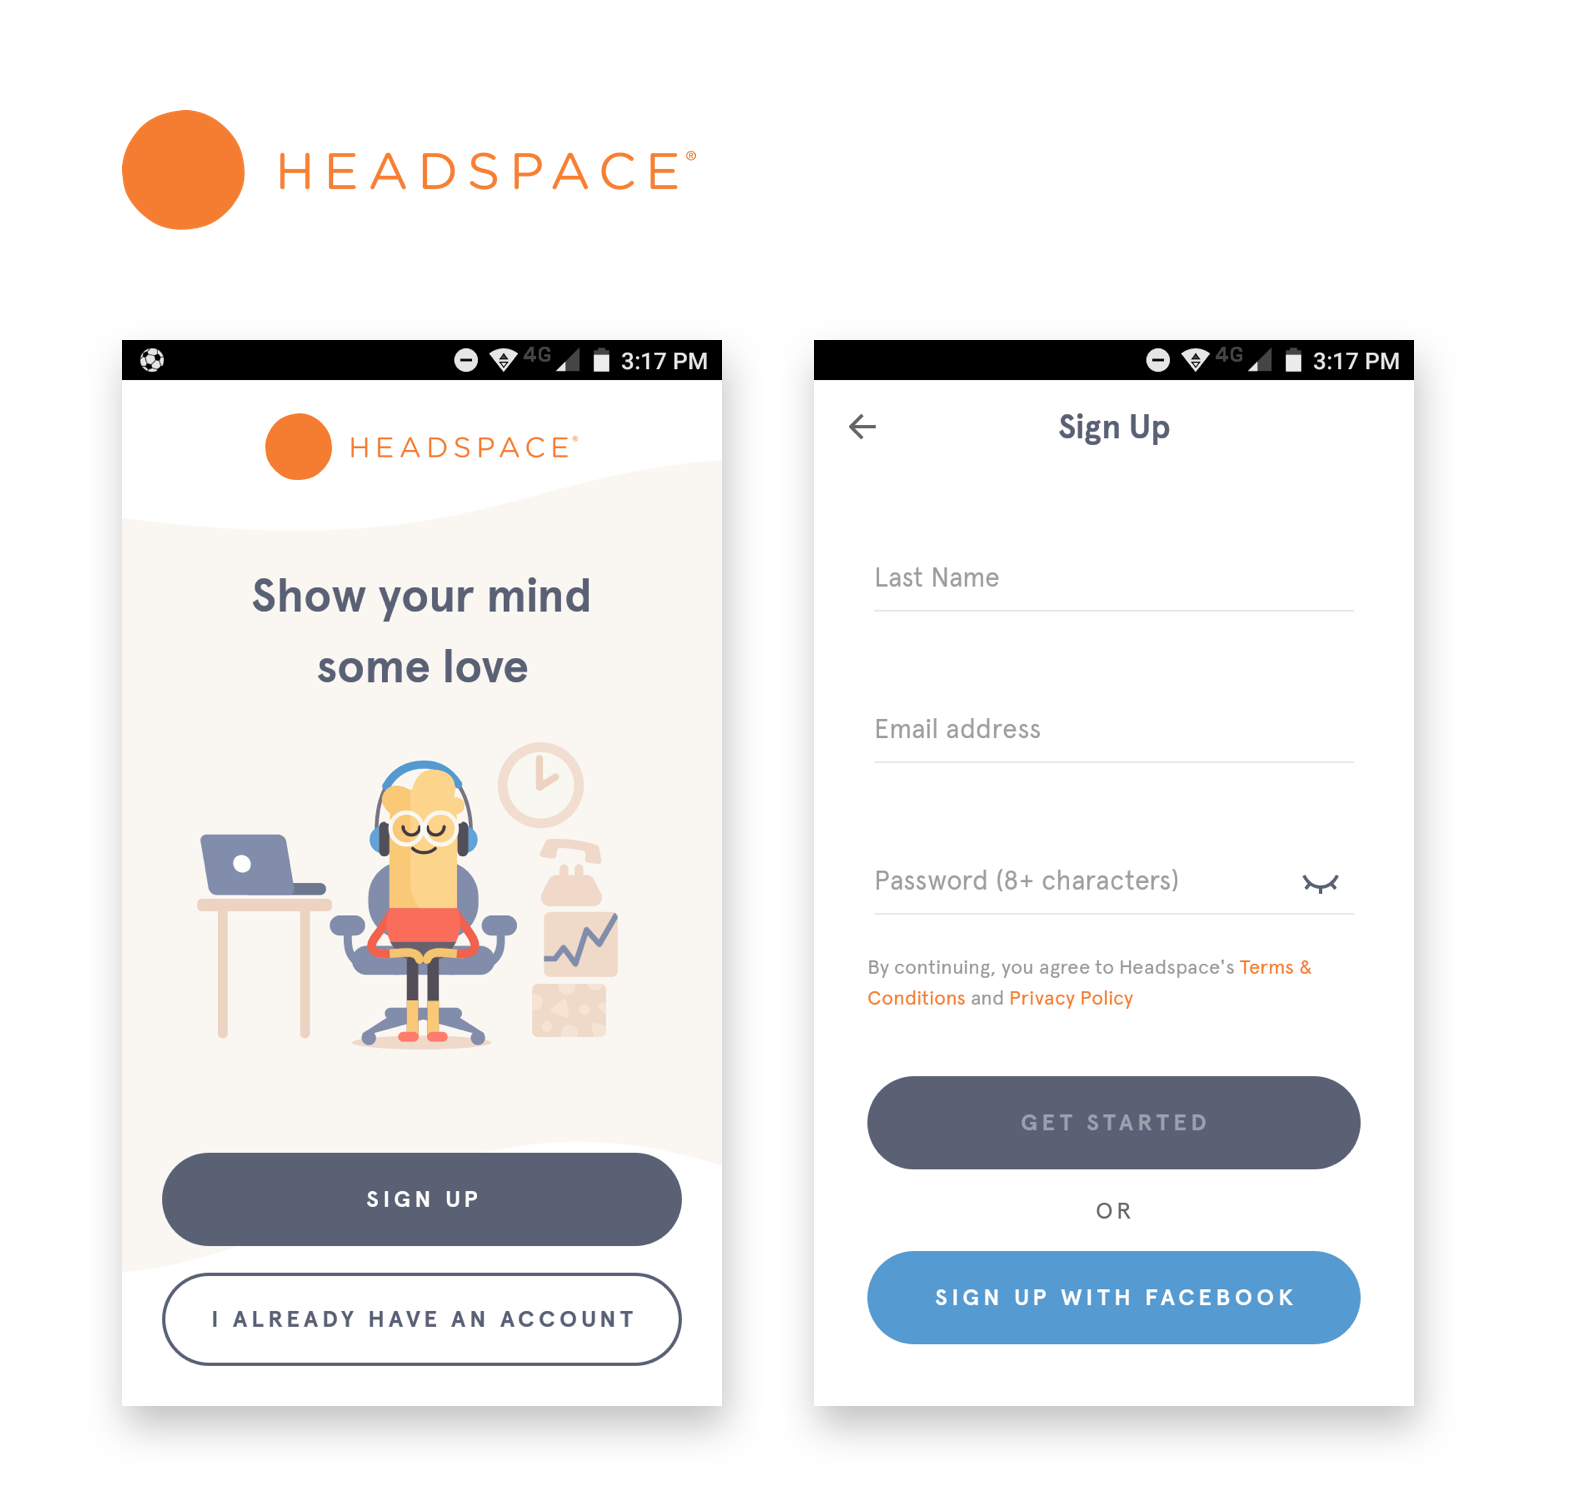 HEADSPACE®
4G 3:17 PM
HEADSPACE®
Show your mind
some love
SIGN UP
I ALREADY HAVE AN ACCOUNT
4G 3:17 PM
Sign Up
Last Name
Email address
Password (8+ characters)
By continuing, you agree to Headspace's Terms &
Conditions and Privacy Policy
GET STARTED
OR
SIGN UP WITH FACEBOOK